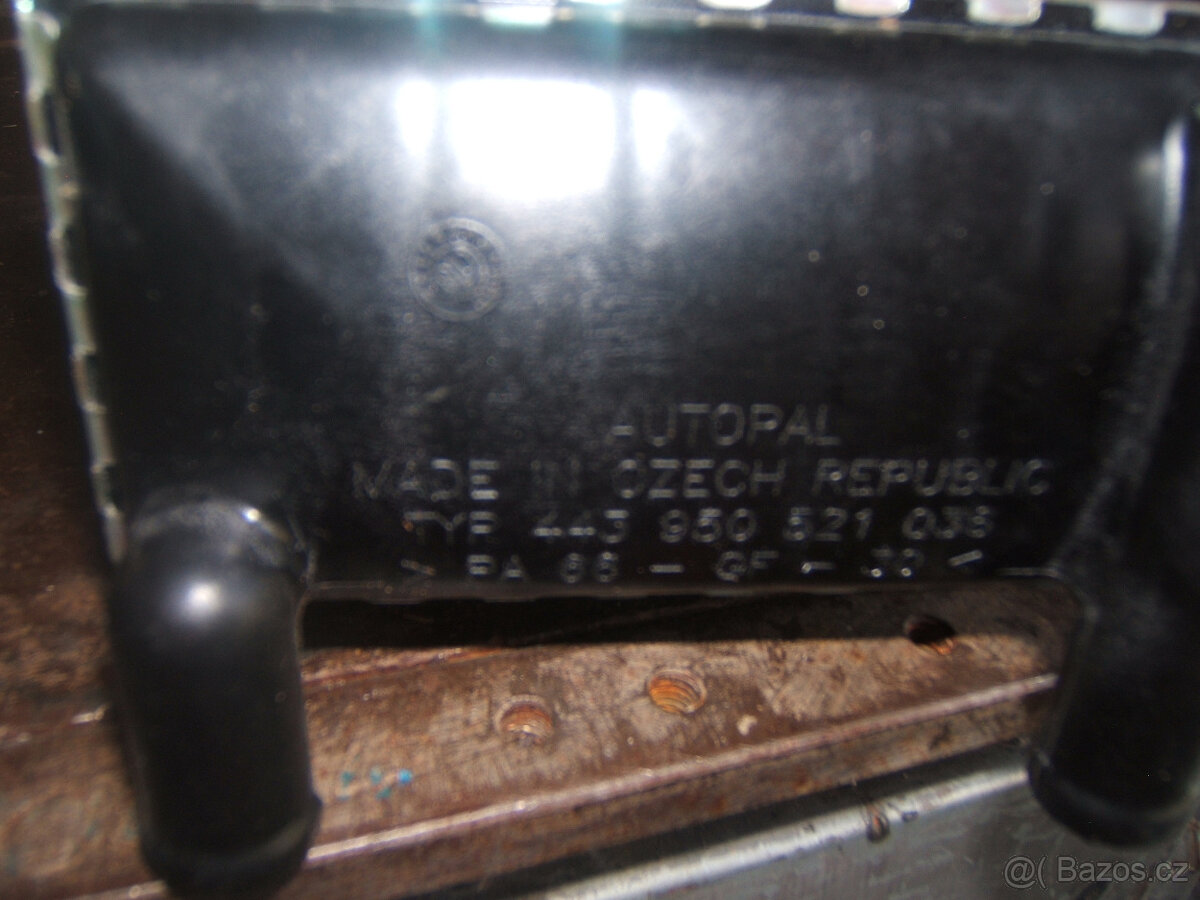 AUTOPAL
MADE IN CZECH REPUBLIC
TYP 443 950 521 036
> PA 66 - GF - 30 <
@( Bazos.cz